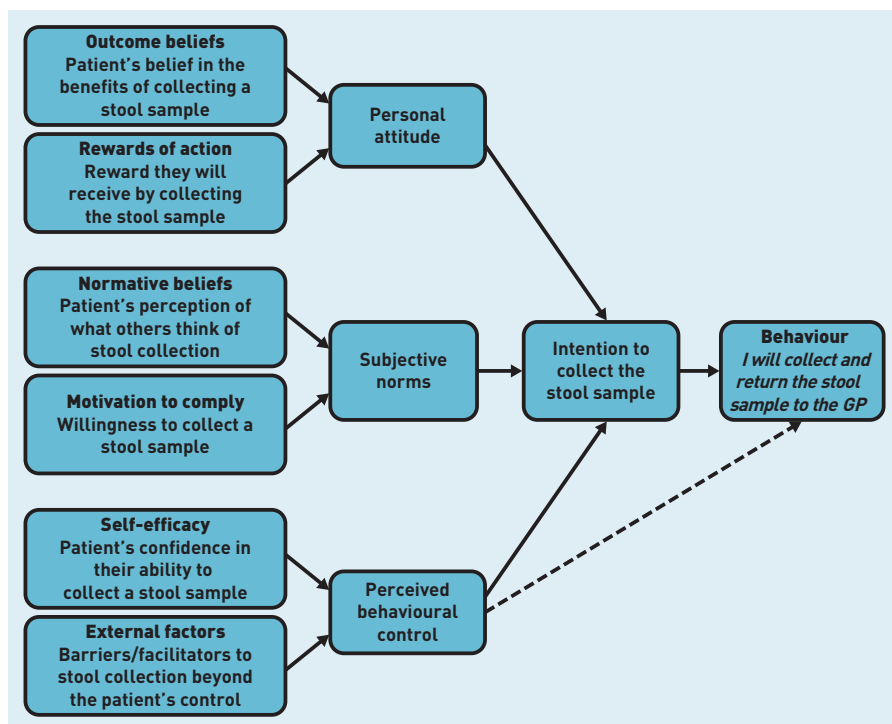 Outcome beliefs
Patient's belief in the
benefits of collecting a
stool sample
Rewards of action
Reward they will
receive by collecting
the stool sample
Personal
attitude
Normative beliefs
Patient's perception of
what others think of
stool collection
Motivation to comply
Willingness to collect a
stool sample
Subjective
norms
Intention to
collect the
stool sample
Behaviour
I will collect and
return the stool
sample to the GP
Self-efficacy
Patient's confidence in
their ability to
collect a stool sample
External factors
Barriers/facilitators to
stool collection beyond
the patient's control
Perceived
behavioural
control